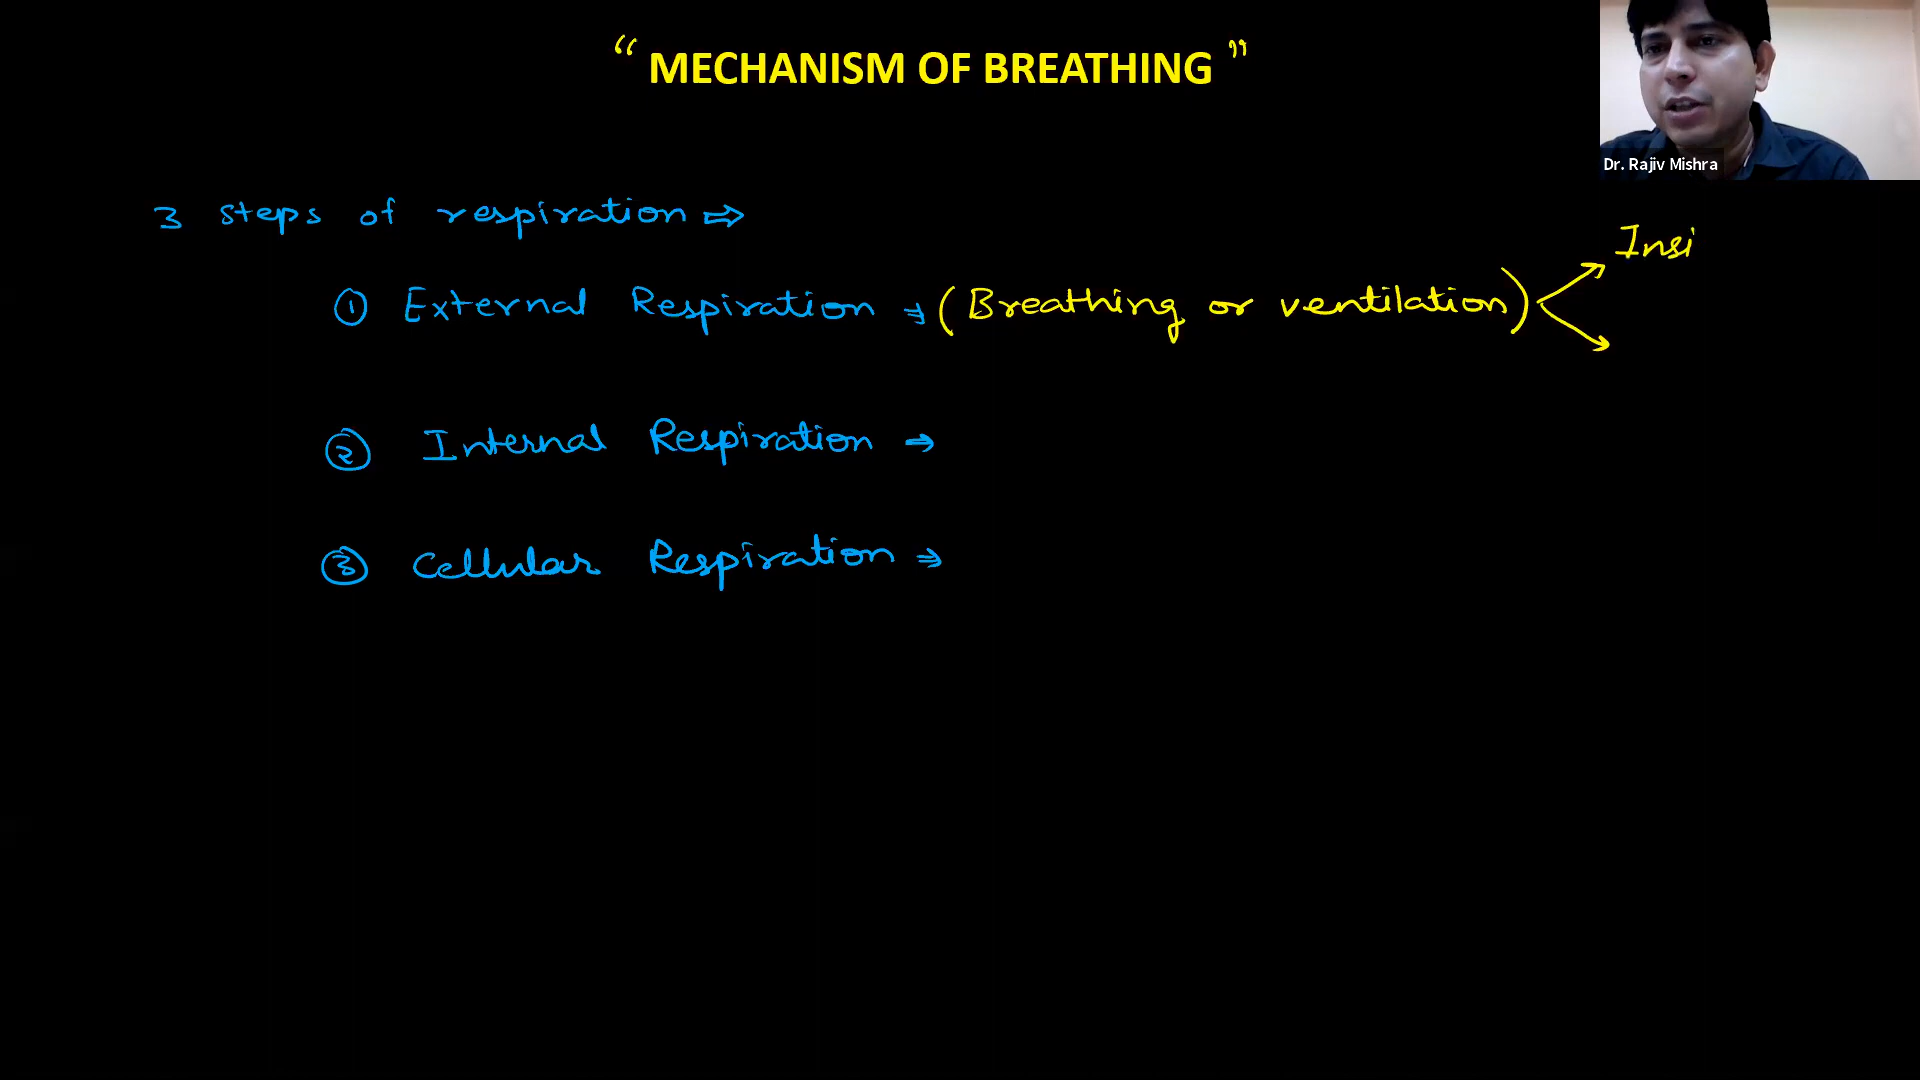 “ MECHANISM OF BREATHING ”
Dr. Rajiv Mishra
3 steps of respiration ⇒
Insi
① External Respiration → (Breathing or ventilation)
② Internal Respiration →
③ Cellular Respiration ⇒